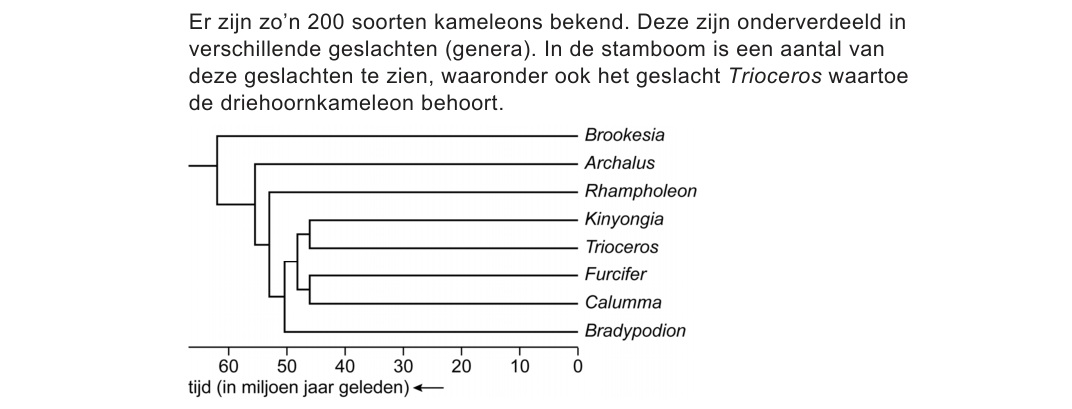 Er zijn zo’n 200 soorten kameleons bekend. Deze zijn onderverdeeld in
verschillende geslachten (genera). In de stamboom is een aantal van
deze geslachten te zien, waaronder ook het geslacht Trioceros waartoe
de driehoornkameleon behoort.
Brookesia
Archalus
Rhampholeon
Kinyongia
Trioceros
Furcifer
Calumma
Bradypodion
60 50 40 30 20 10 0
tijd (in miljoen jaar geleden)